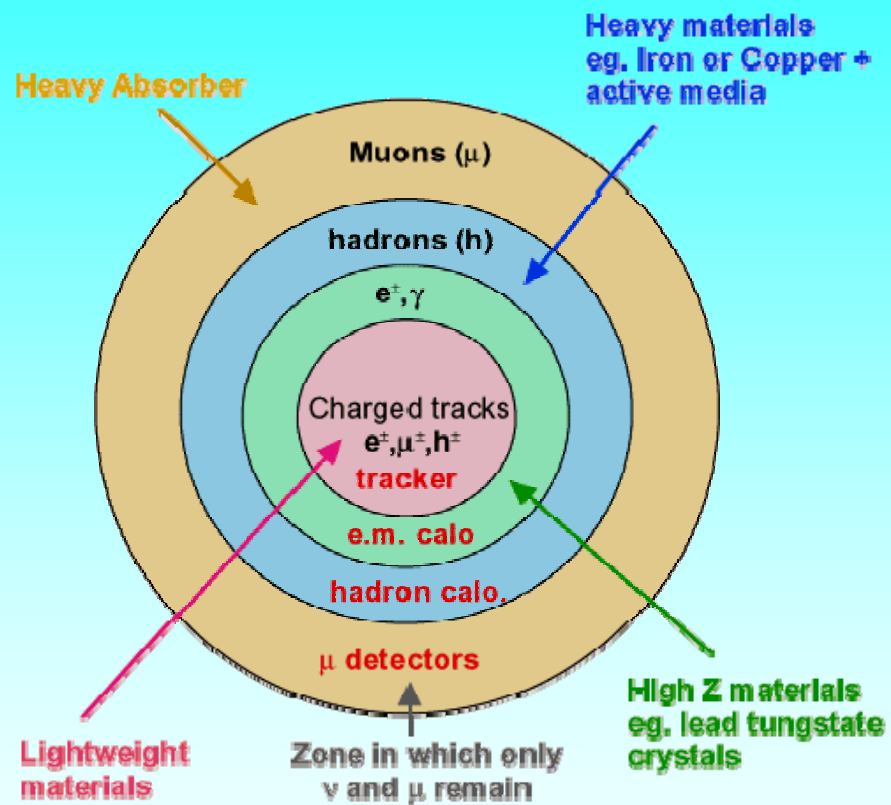 Heavy materials
eg. Iron or Copper +
active media
Heavy Absorber
Muons (μ)
hadrons (h)
e±,γ
Charged tracks
e±,μ±,h±
tracker
e.m. calo
hadron calo.
μ detectors
High Z materials
eg. lead tungstate
crystals
Lightweight
materials
Zone in which only
ν and μ remain